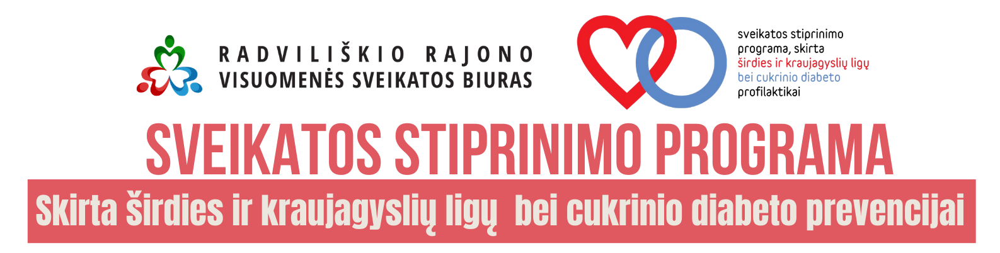 RADVILIŠKIO RAJONO
VISUOMENĖS SVEIKATOS BIURAS
sveikatos stiprinimo
programa, skirta
širdies ir kraujagyslių ligų
bei cukrinio diabeto
profilaktikai
SVEIKATOS STIPRINIMO PROGRAMA
Skirta širdies ir kraujagyslių ligų bei cukrinio diabeto prevencijai